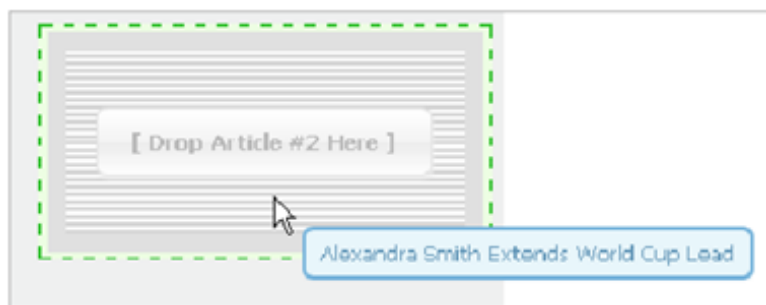 [ Drop Article #2 Here ]
Alexandra Smith Extends World Cup Lead